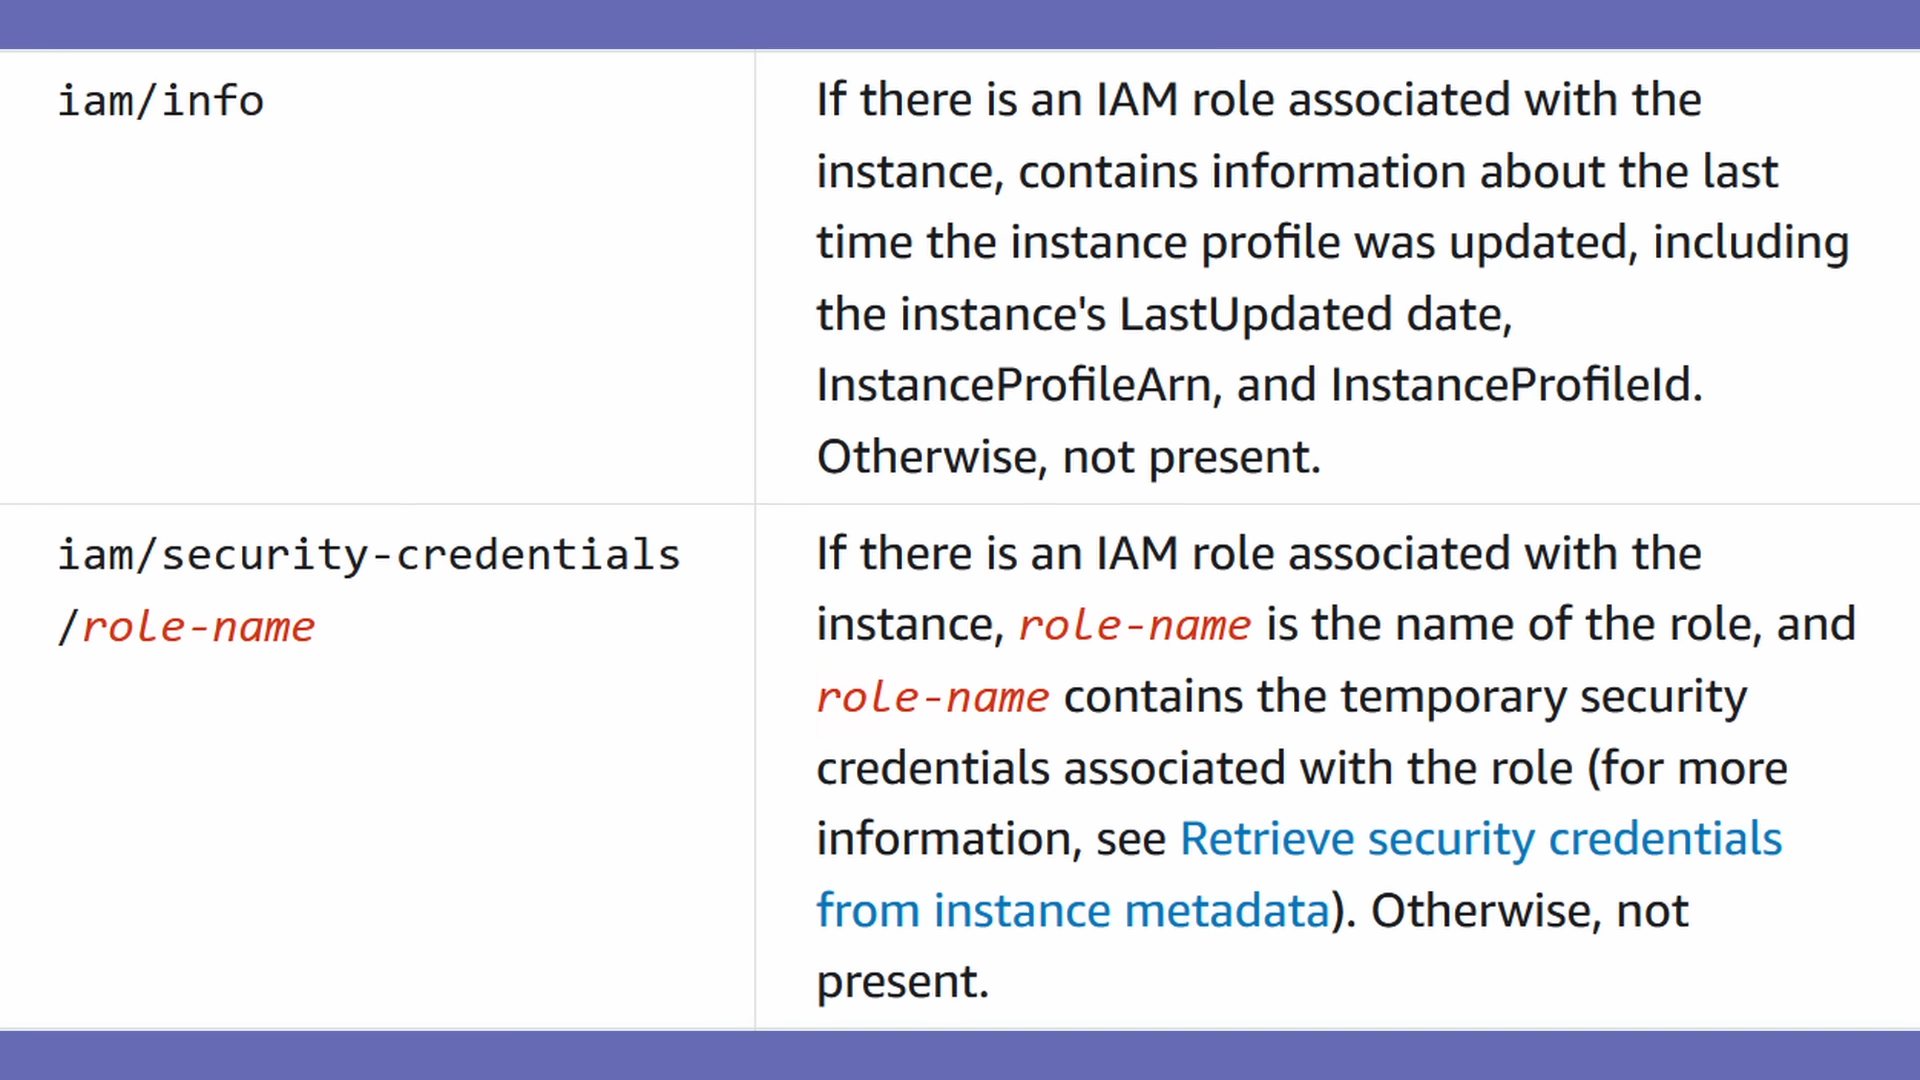 iam/info
If there is an IAM role associated with the
instance, contains information about the last
time the instance profile was updated, including
the instance's LastUpdated date,
InstanceProfileArn, and InstanceProfileId.
Otherwise, not present.
iam/security-credentials
/role-name
If there is an IAM role associated with the
instance, role-name is the name of the role, and
role-name contains the temporary security
credentials associated with the role (for more
information, see Retrieve security credentials
from instance metadata). Otherwise, not
present.